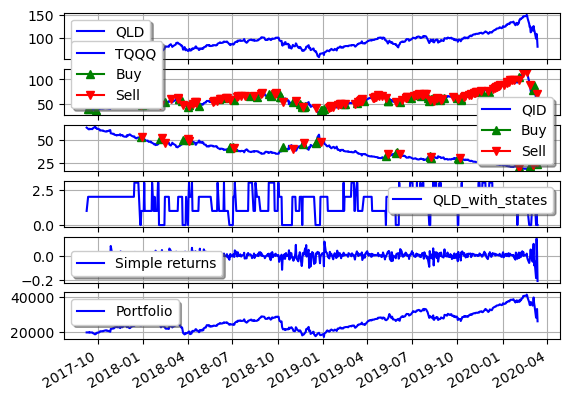 150
100
QLD
TQQQ
Buy
Sell
100
50
QID
Buy
Sell
50
25
2.5
0.0
QLD_with_states
0.0
−0.2
Simple returns
40000
20000
Portfolio
2017-10
2018-01
2018-04
2018-07
2018-10
2019-01
2019-04
2019-07
2019-10
2020-01
2020-04